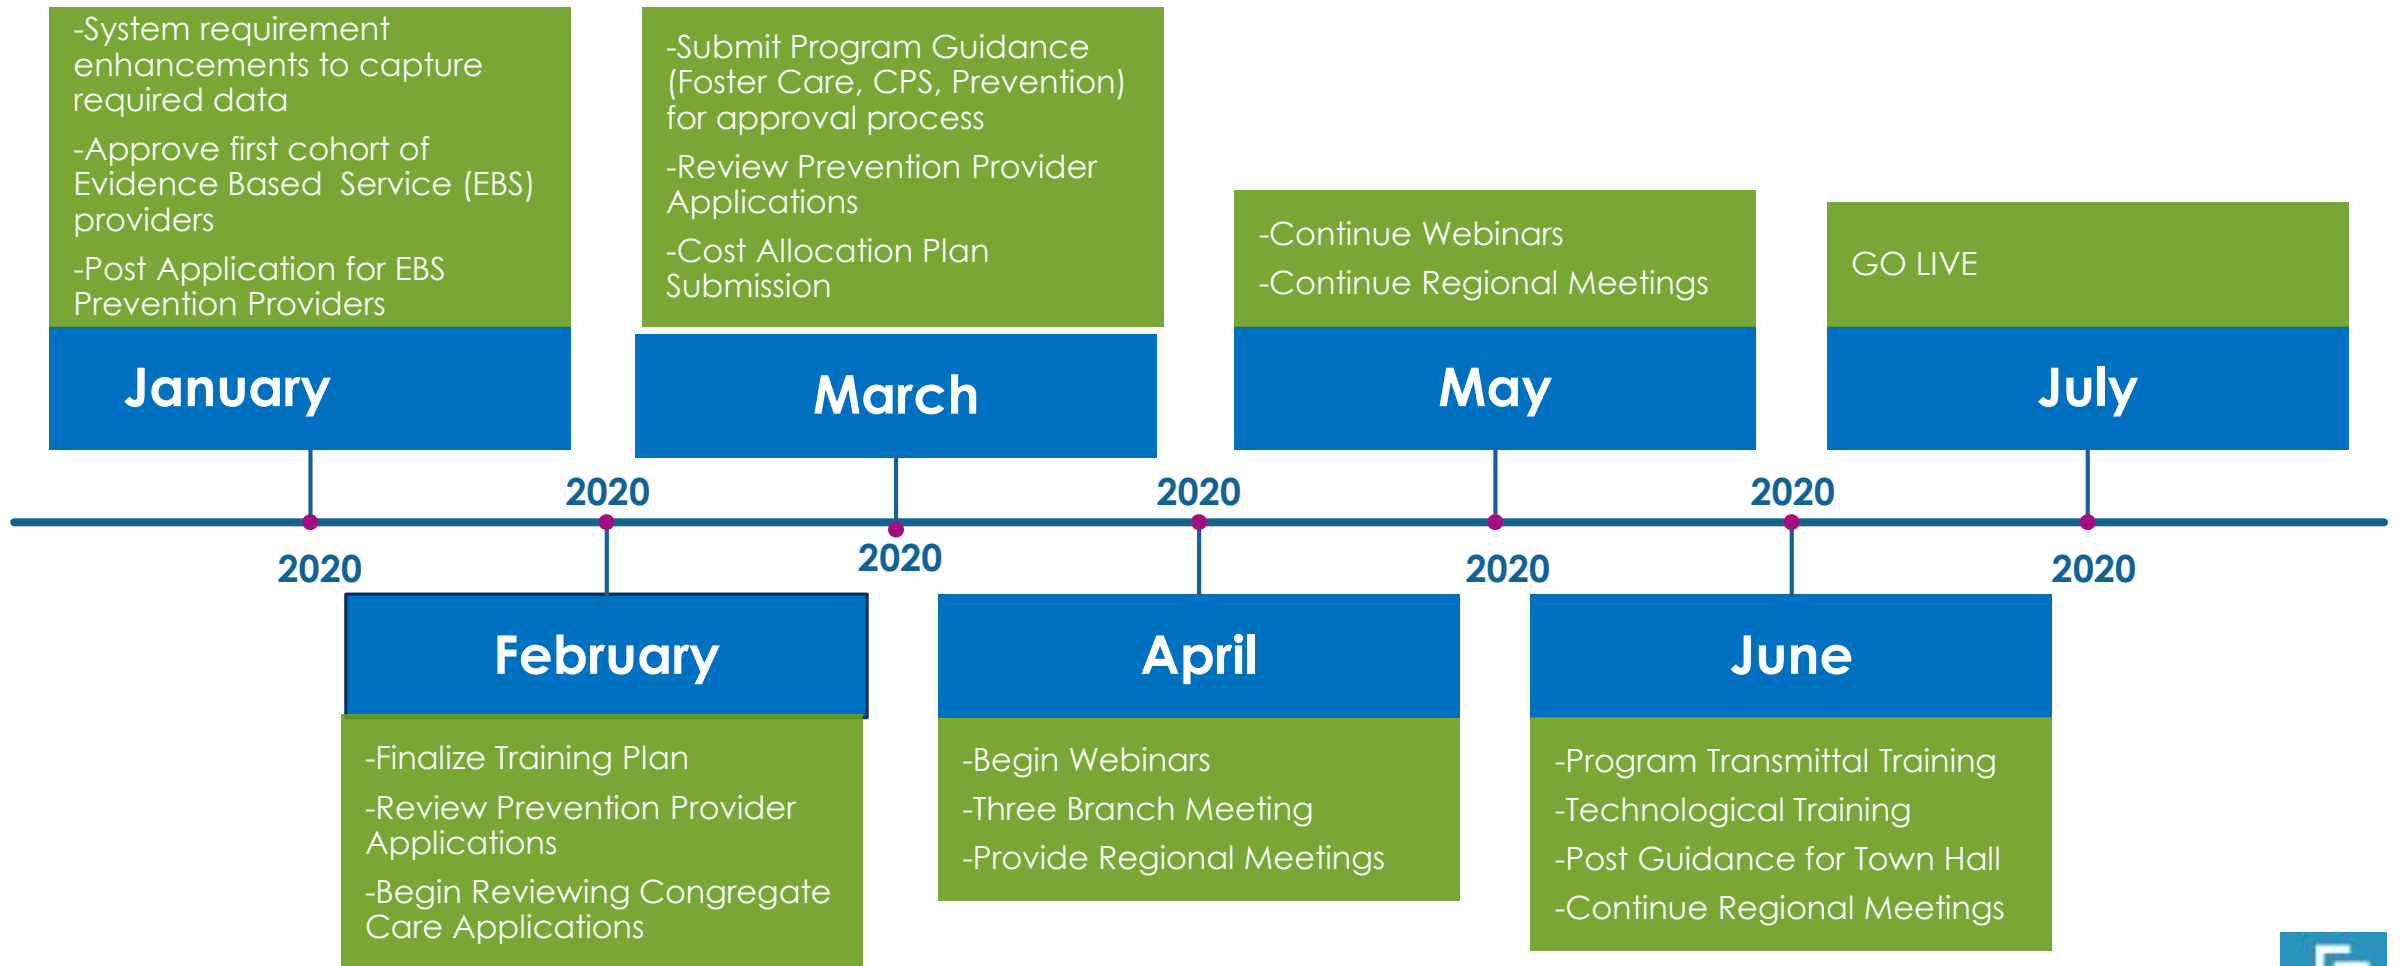 -System requirement
enhancements to capture
required data
-Approve first cohort of
Evidence Based  Service (EBS)
providers
-Post Application for EBS
Prevention Providers
January
2020
2020
February
-Finalize Training Plan
-Review Prevention Provider
Applications
-Begin Reviewing Congregate
Care Applications
-Submit Program Guidance
(Foster Care, CPS, Prevention)
for approval process
-Review Prevention Provider
Applications
-Cost Allocation Plan
Submission
March
2020
2020
April
-Begin Webinars
-Three Branch Meeting
-Provide Regional Meetings
-Continue Webinars
-Continue Regional Meetings
May
2020
2020
June
-Program Transmittal Training
-Technological Training
-Post Guidance for Town Hall
-Continue Regional Meetings
GO LIVE
July
2020